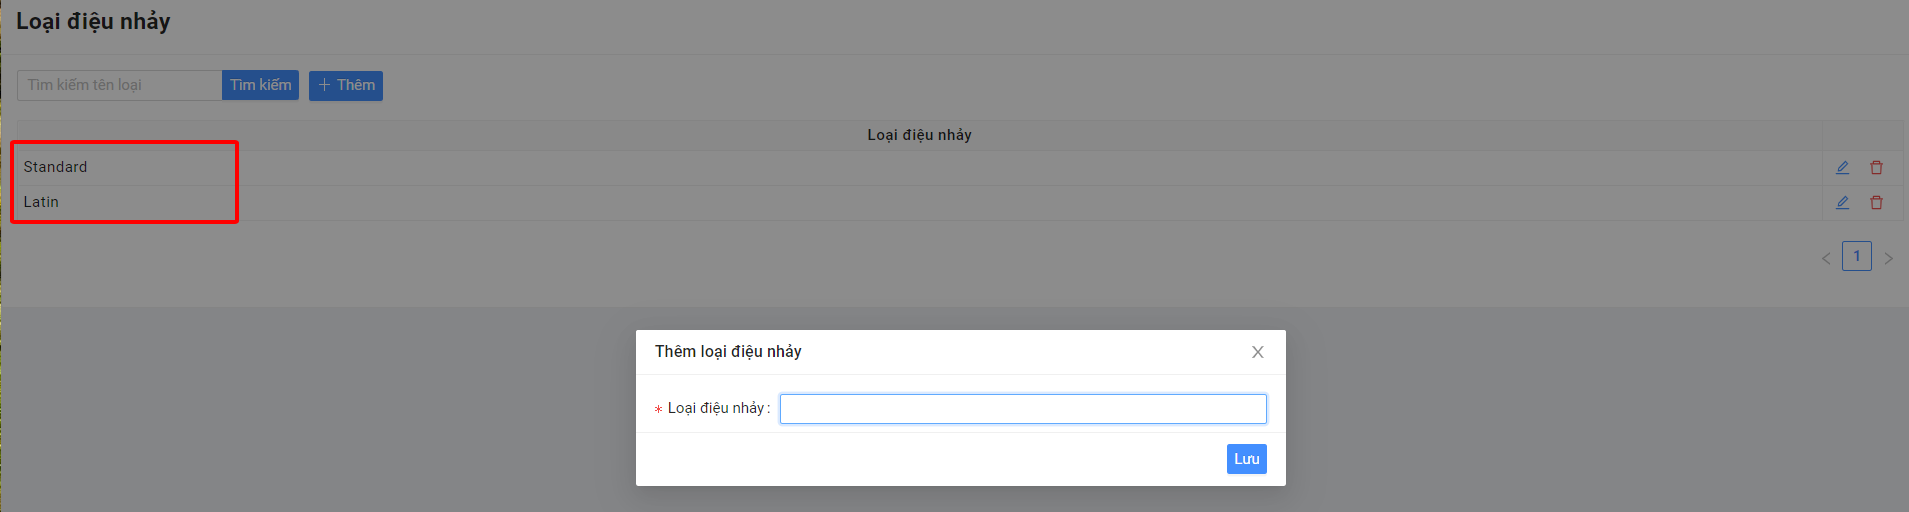 Loại điệu nhảy
Tìm kiếm tên loại Tìm kiếm + Thêm
Loại điệu nhảy
Standard
Latin
< 1 >
Thêm loại điệu nhảy X
* Loại điệu nhảy :
Lưu